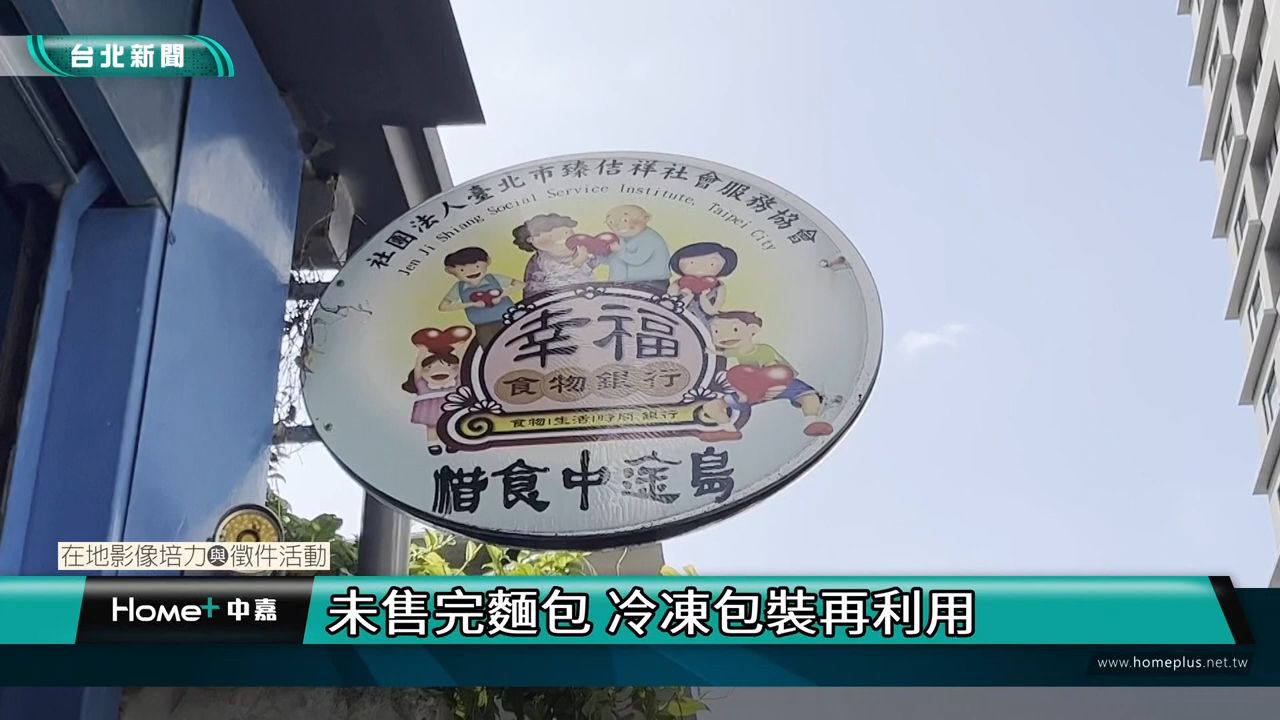 台北新聞
社團法人臺北市臻佶祥社會服務協會
Jen Ji Shiang Social Service Institute, Taipei City
幸福
食物銀行
食物|生活|時間 銀行
惜食中途島
在地影像培力與徵件活動
Home+中嘉
未售完麵包 冷凍包裝再利用
www.homeplus.net.tw